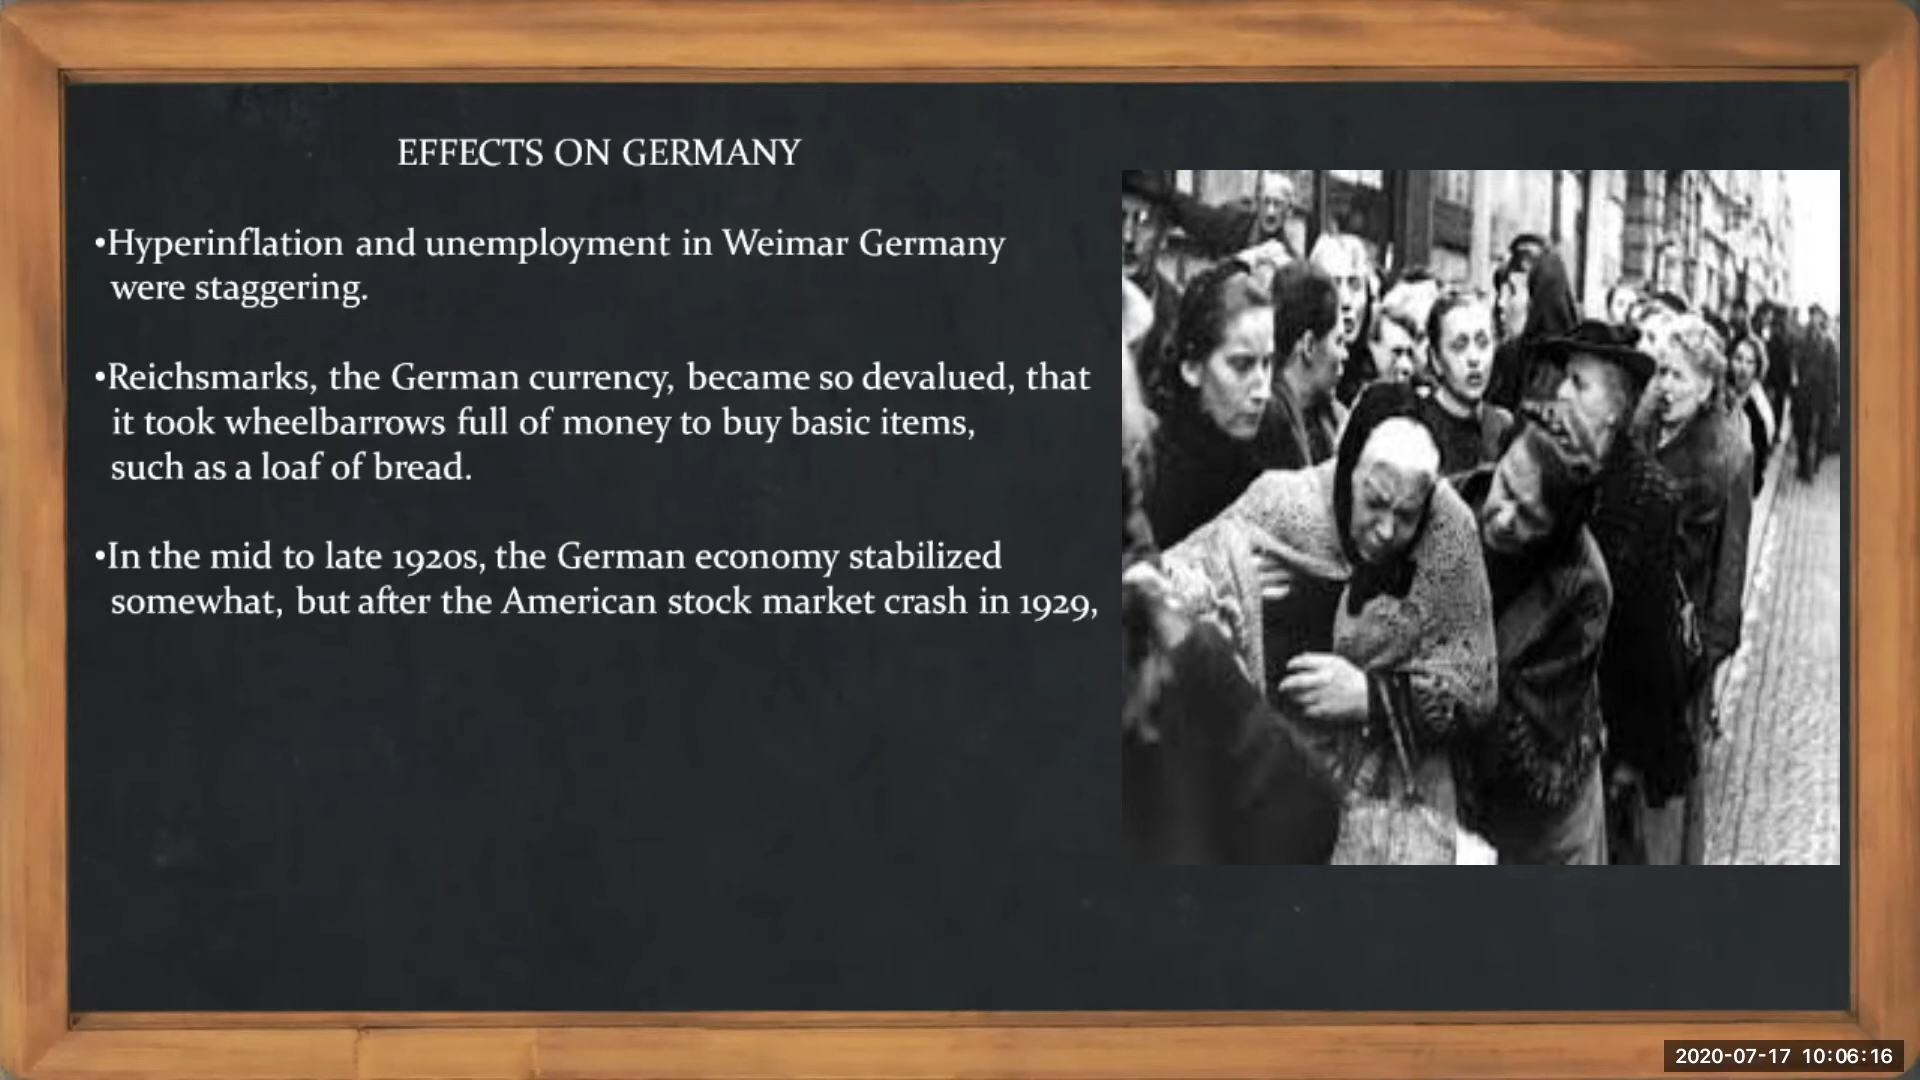 EFFECTS ON GERMANY
•Hyperinflation and unemployment in Weimar Germany
were staggering.
•Reichsmarks, the German currency, became so devalued, that
it took wheelbarrows full of money to buy basic items,
such as a loaf of bread.
•In the mid to late 1920s, the German economy stabilized
somewhat, but after the American stock market crash in 1929,
2020-07-17 10:06:16